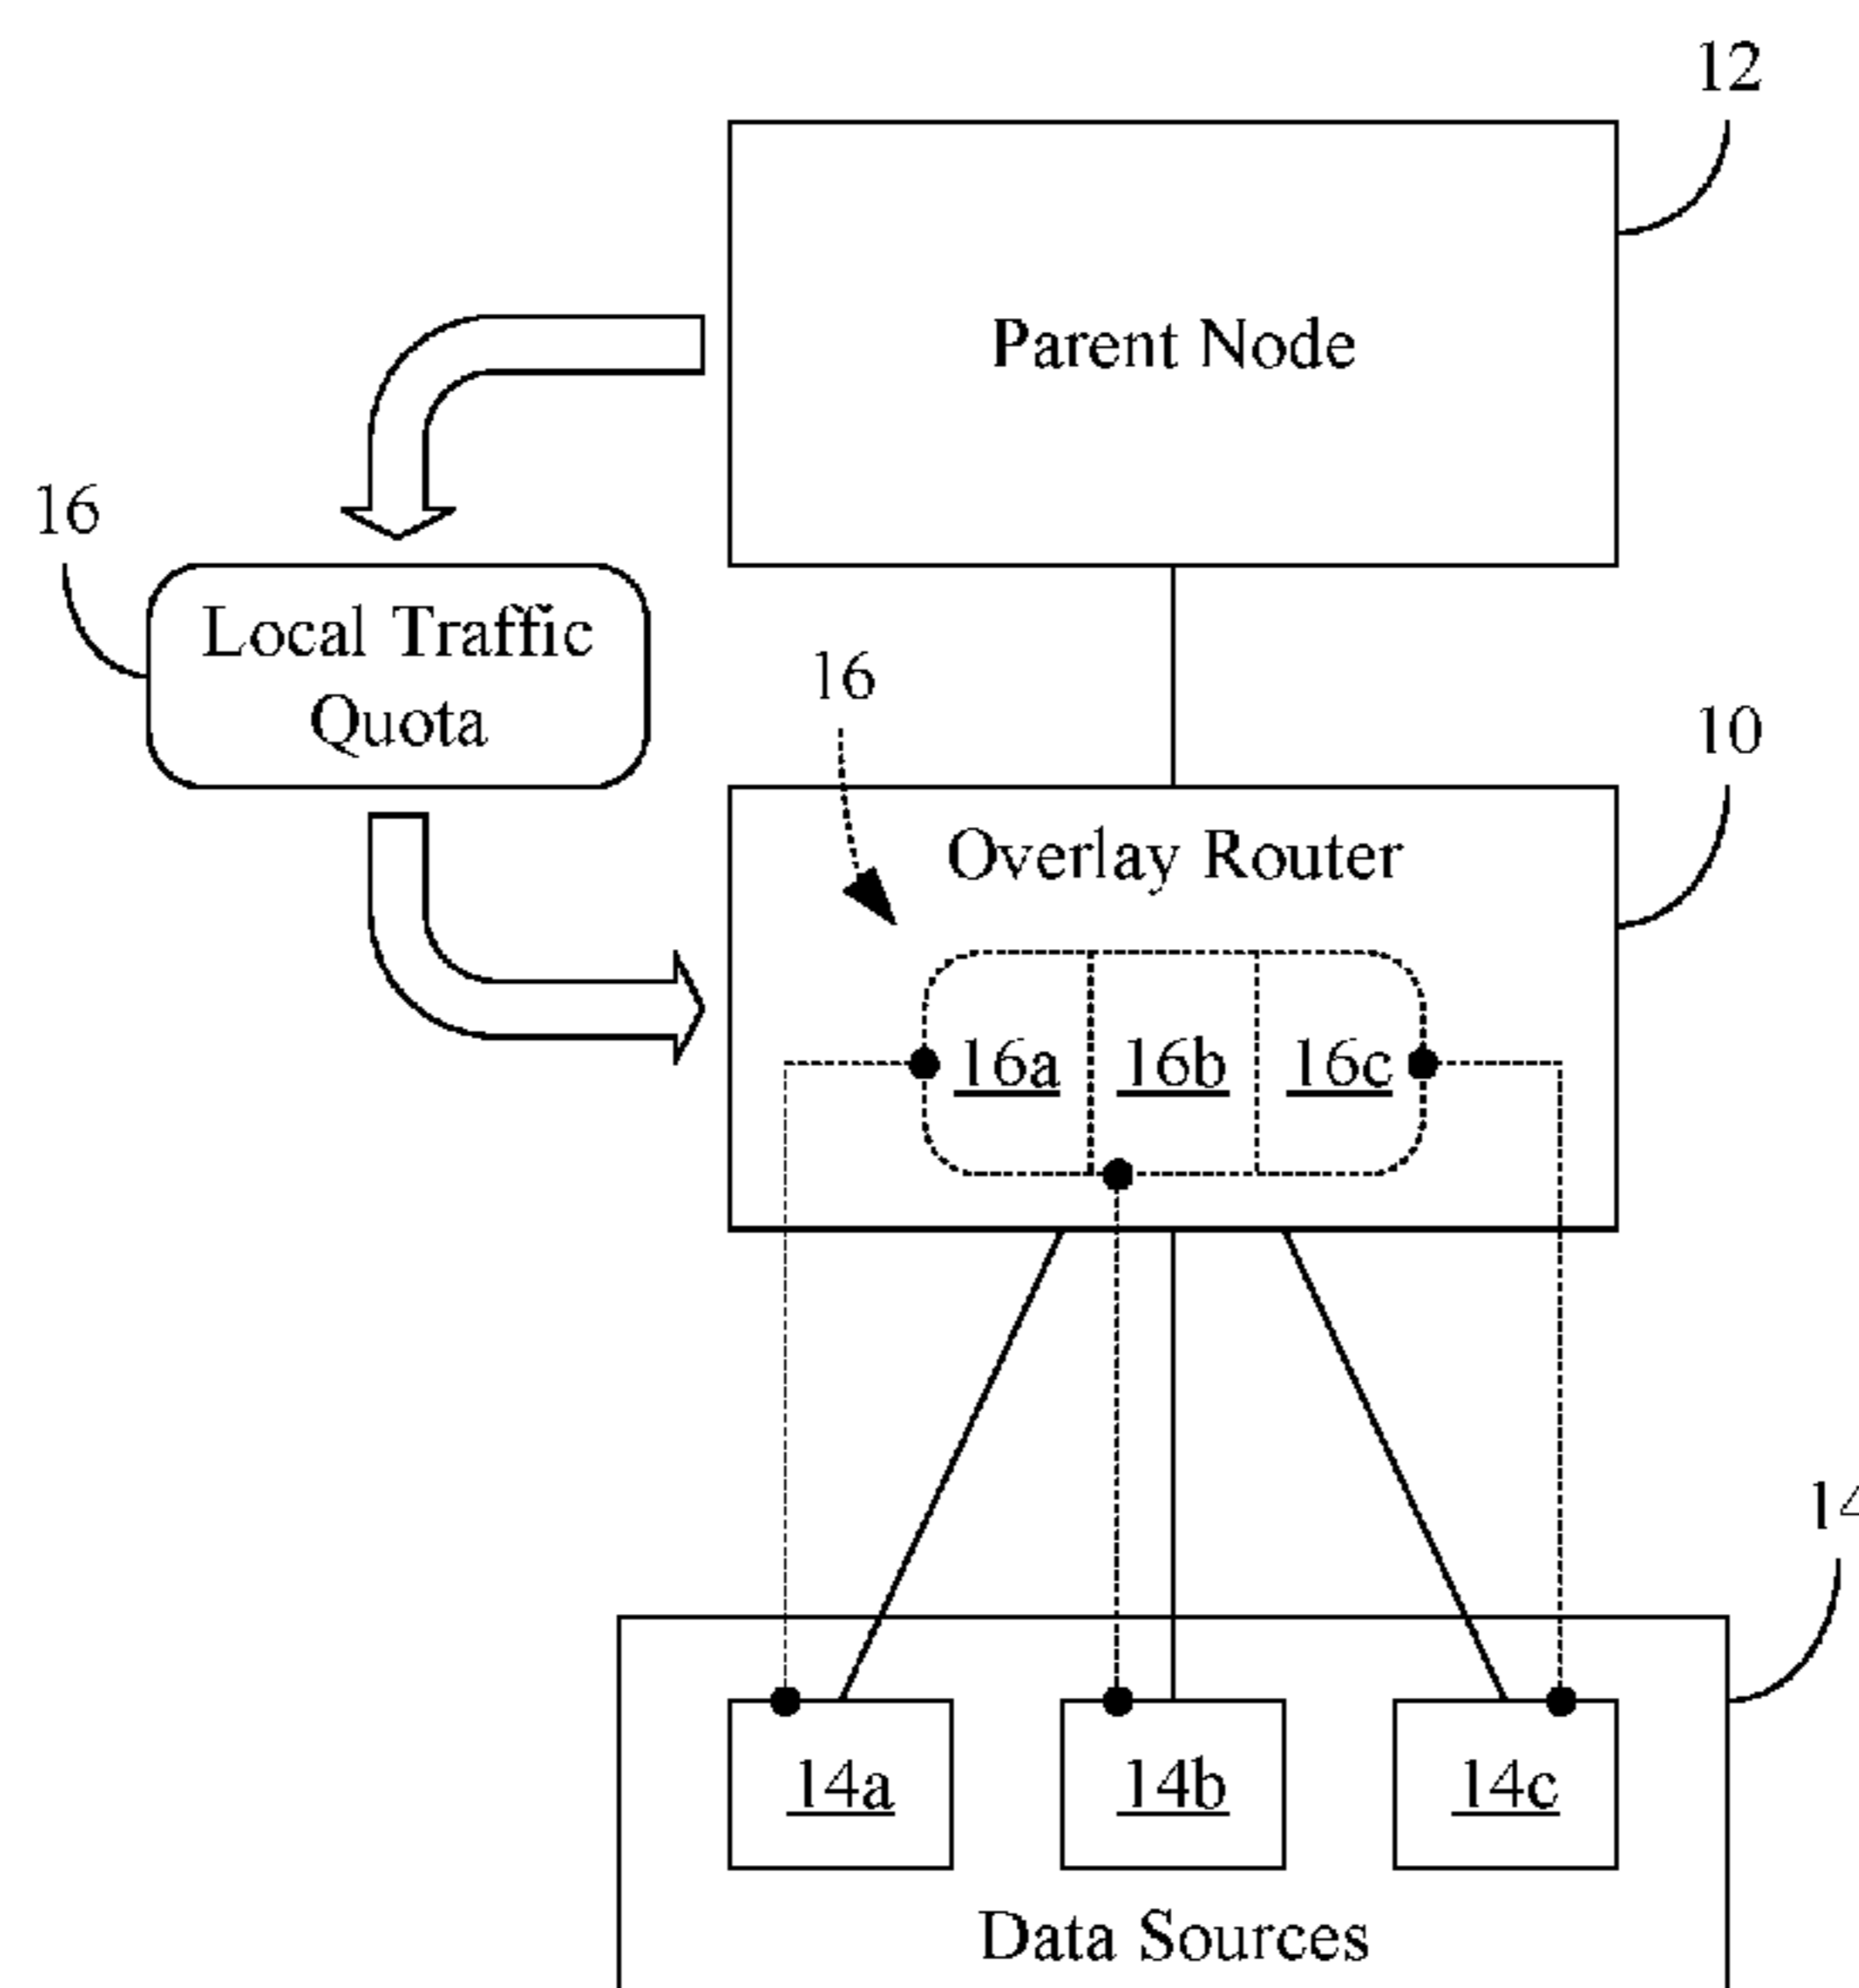 12
Parent Node
16
Local Traffic
Quota
16
10
Overlay Router
16a 16b 16c
14
14a 14b 14c
Data Sources